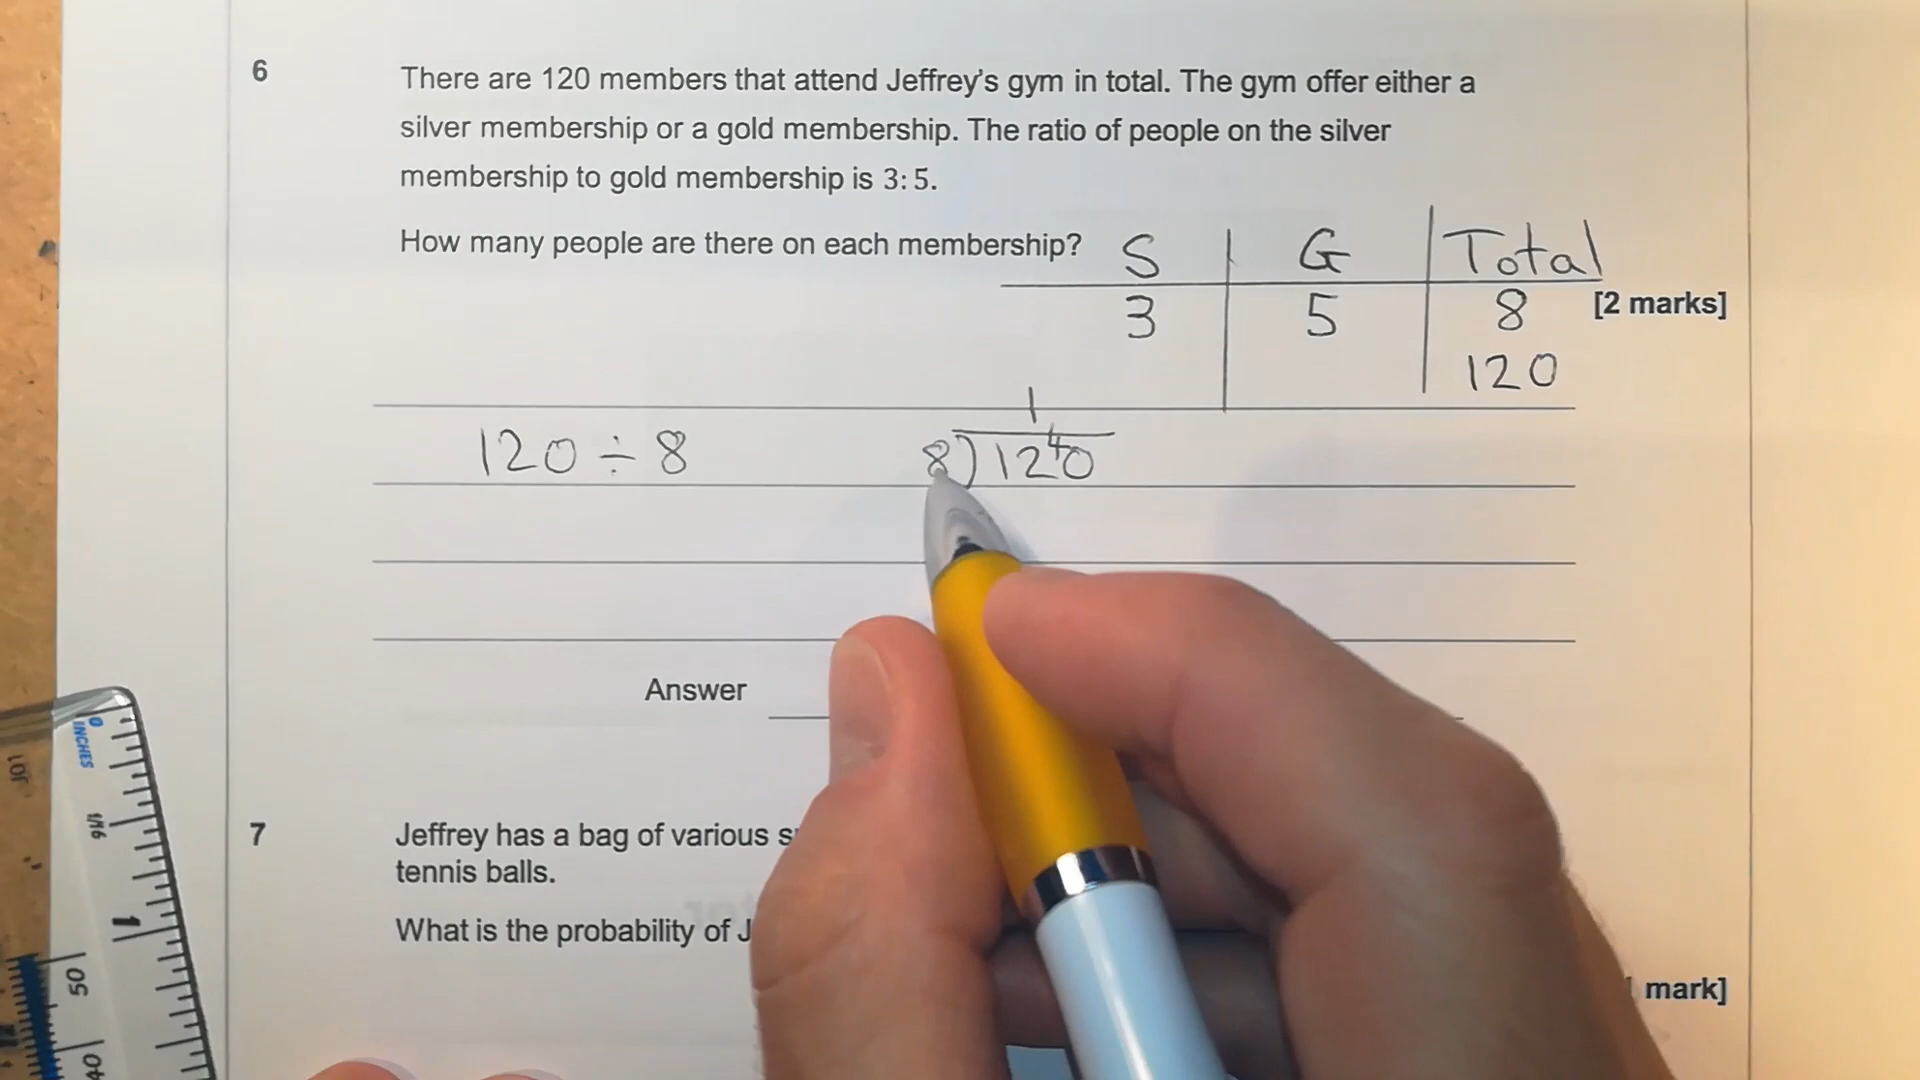 6
There are 120 members that attend Jeffrey's gym in total. The gym offer either a
silver membership or a gold membership. The ratio of people on the silver
membership to gold membership is 3:5.
How many people are there on each membership?
S G Total
3 5 8
[2 marks]
120
1
120 ÷ 8
8)12⁴0
Answer
7
Jeffrey has a bag of various
tennis balls.
What is the probability of
mark]
0
INCHES
1/16
1
50
40